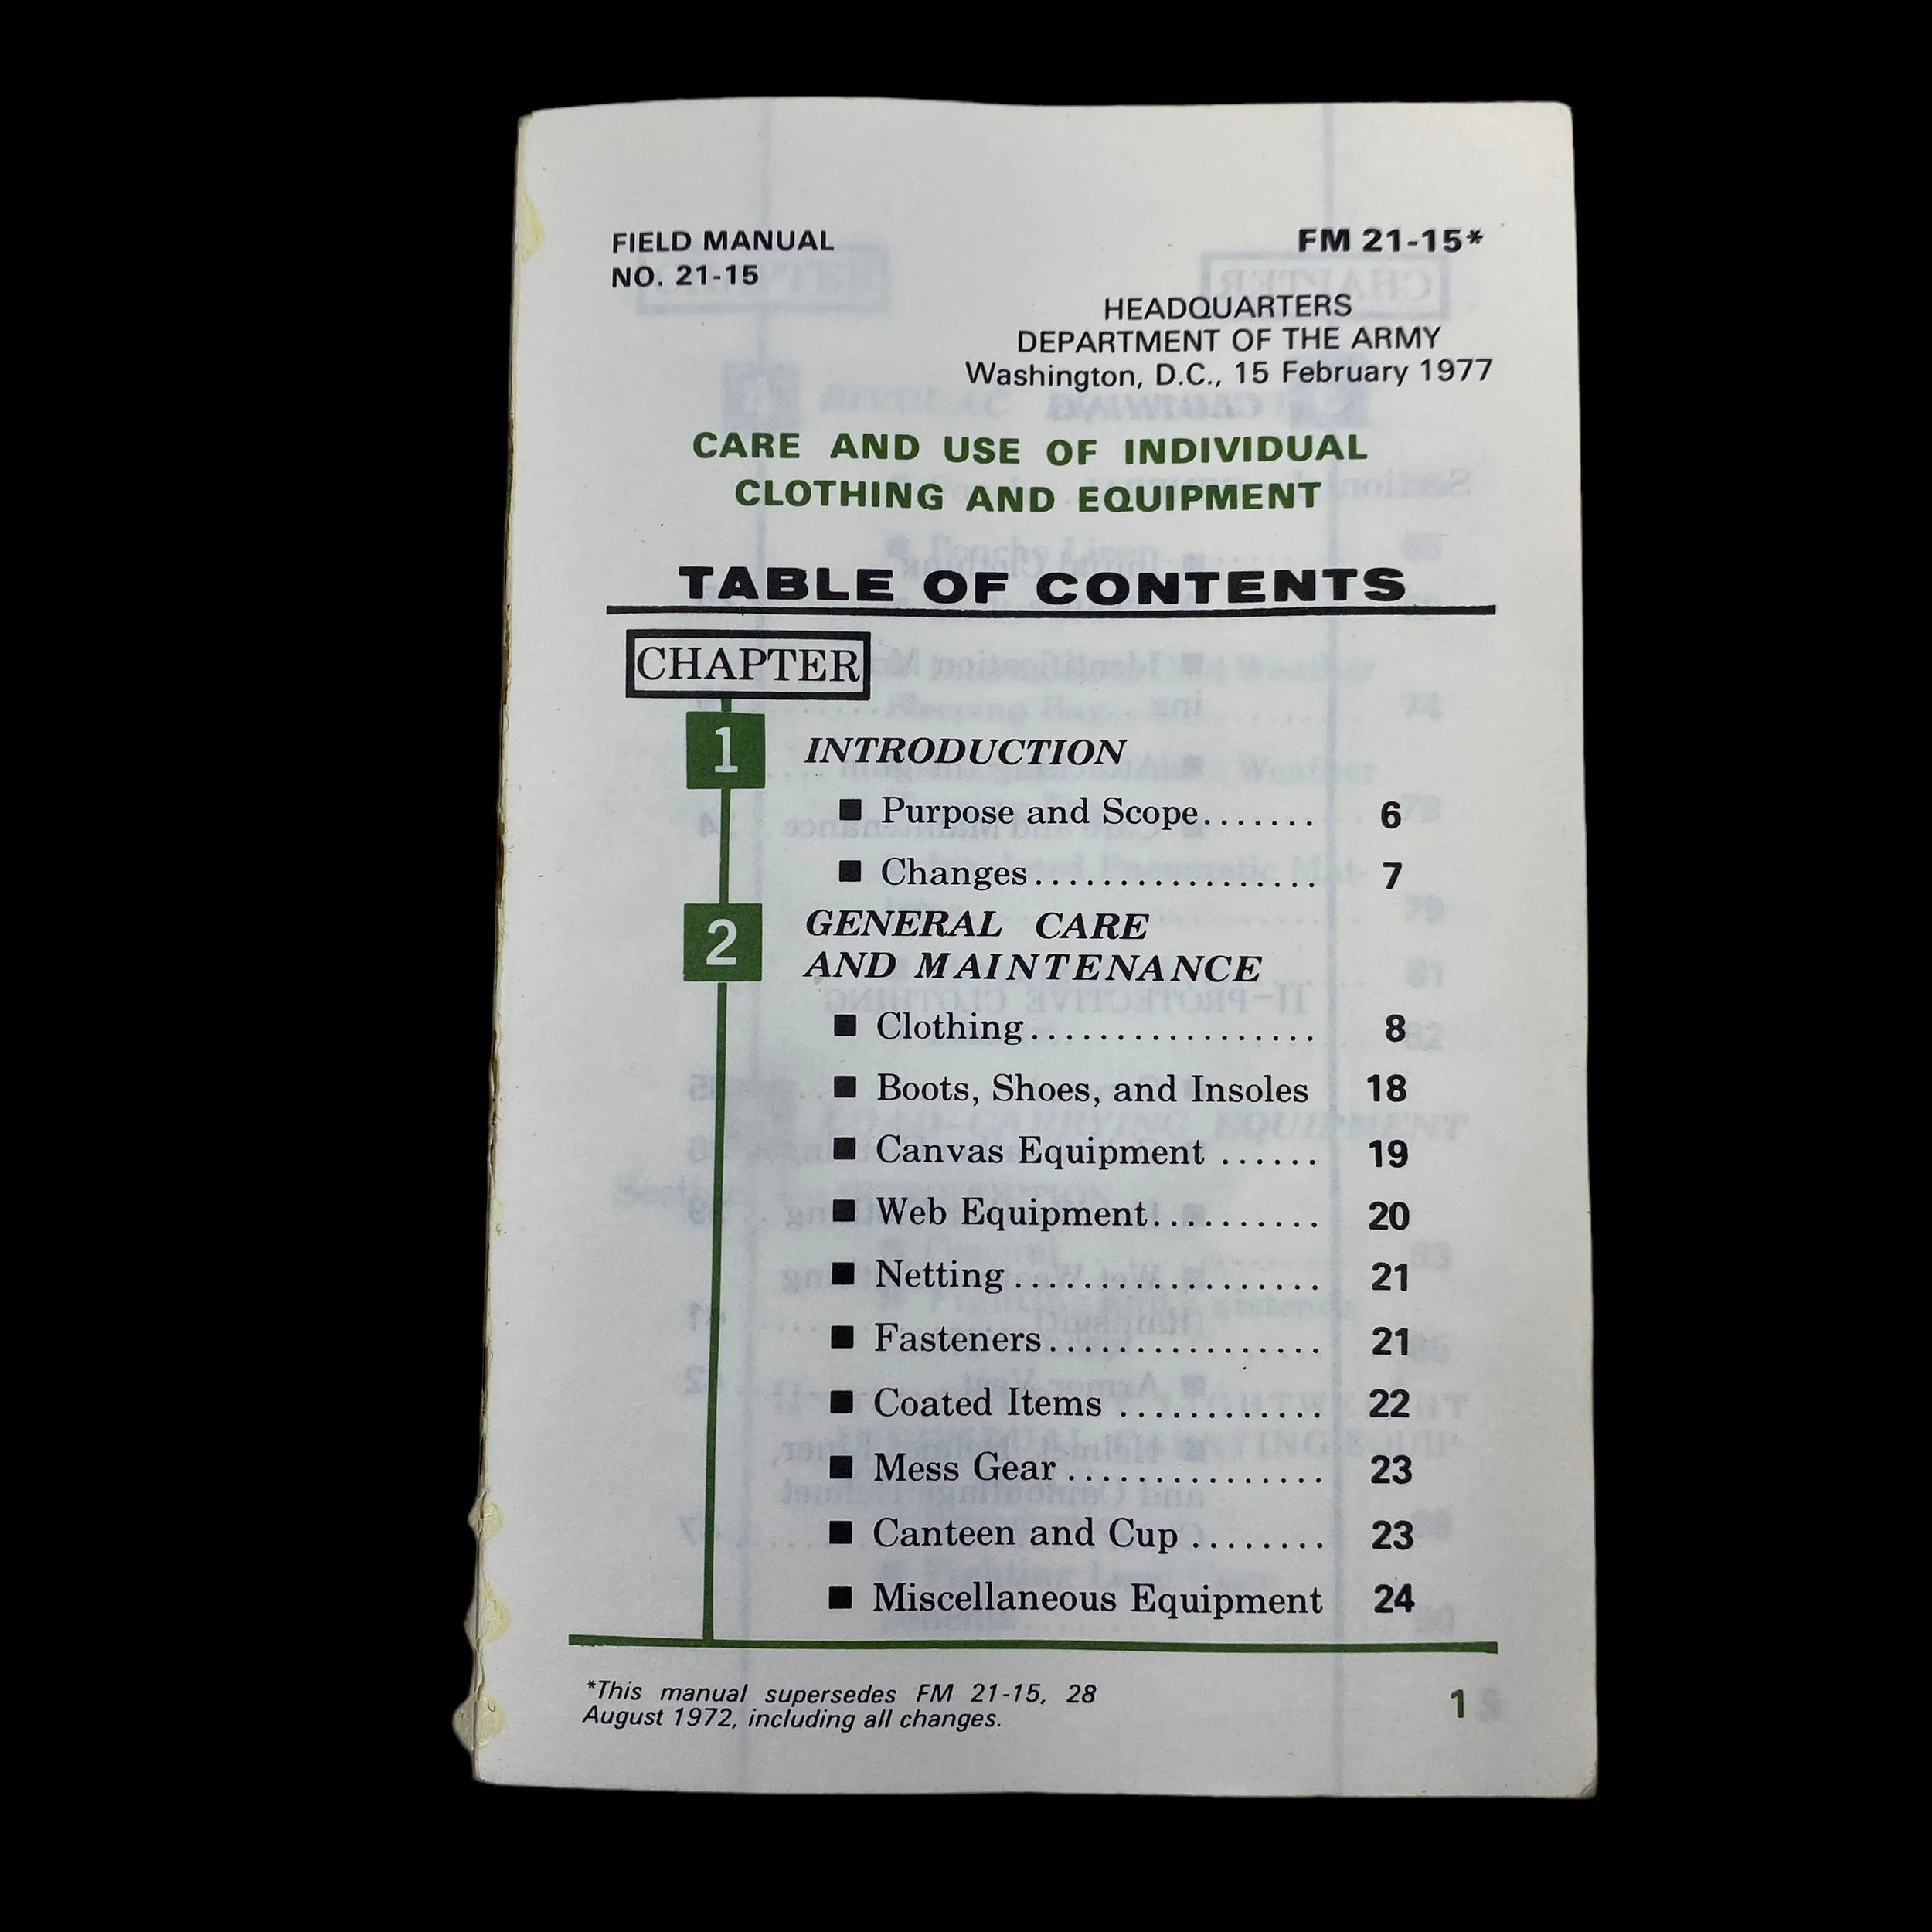 FIELD MANUAL
NO. 21-15
FM 21-15*
HEADQUARTERS
DEPARTMENT OF THE ARMY
Washington, D.C., 15 February 1977
CARE AND USE OF INDIVIDUAL
CLOTHING AND EQUIPMENT
TABLE OF CONTENTS
CHAPTER
1 INTRODUCTION
■ Purpose and Scope....... 6
■ Changes................. 7
2 GENERAL CARE
AND MAINTENANCE
■ Clothing................. 8
■ Boots, Shoes, and Insoles 18
■ Canvas Equipment ...... 19
■ Web Equipment.......... 20
■ Netting .................. 21
■ Fasteners................ 21
■ Coated Items ............ 22
■ Mess Gear ............... 23
■ Canteen and Cup ........ 23
■ Miscellaneous Equipment 24
*This manual supersedes FM 21-15, 28
August 1972, including all changes.
1